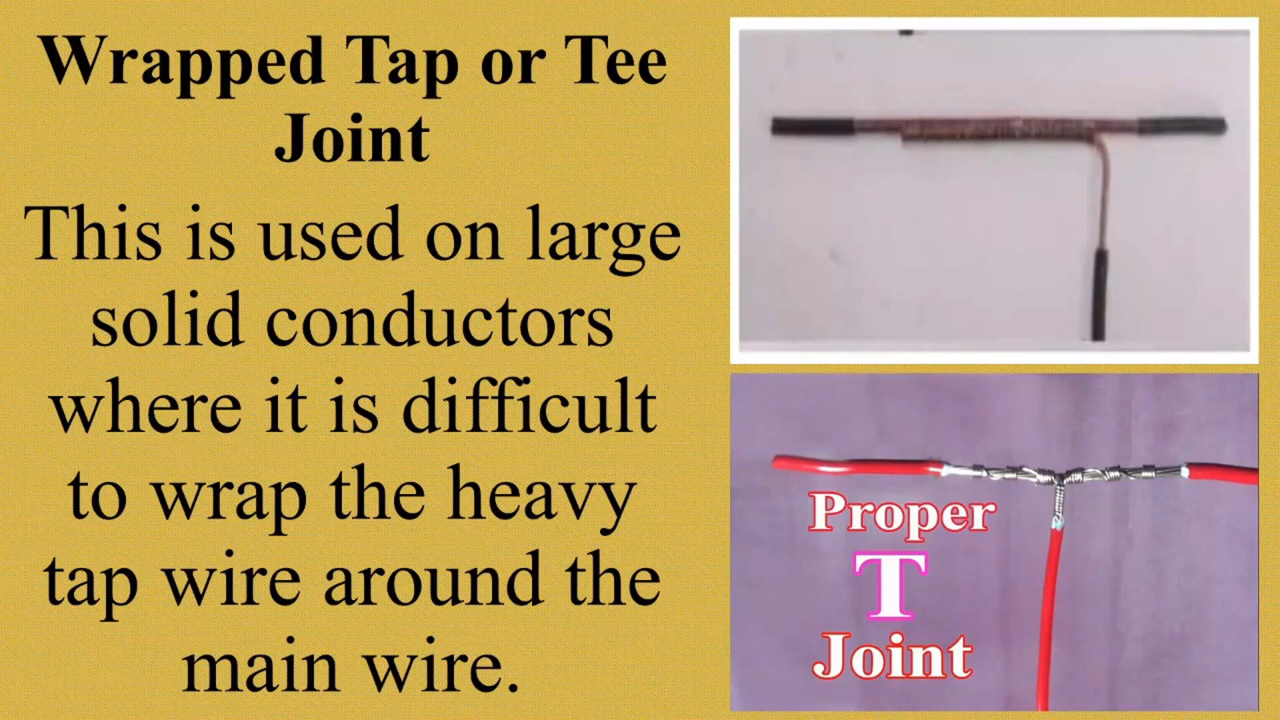 Wrapped Tap or Tee
Joint
This is used on large
solid conductors
where it is difficult
to wrap the heavy
tap wire around the
main wire.
Proper
T
Joint